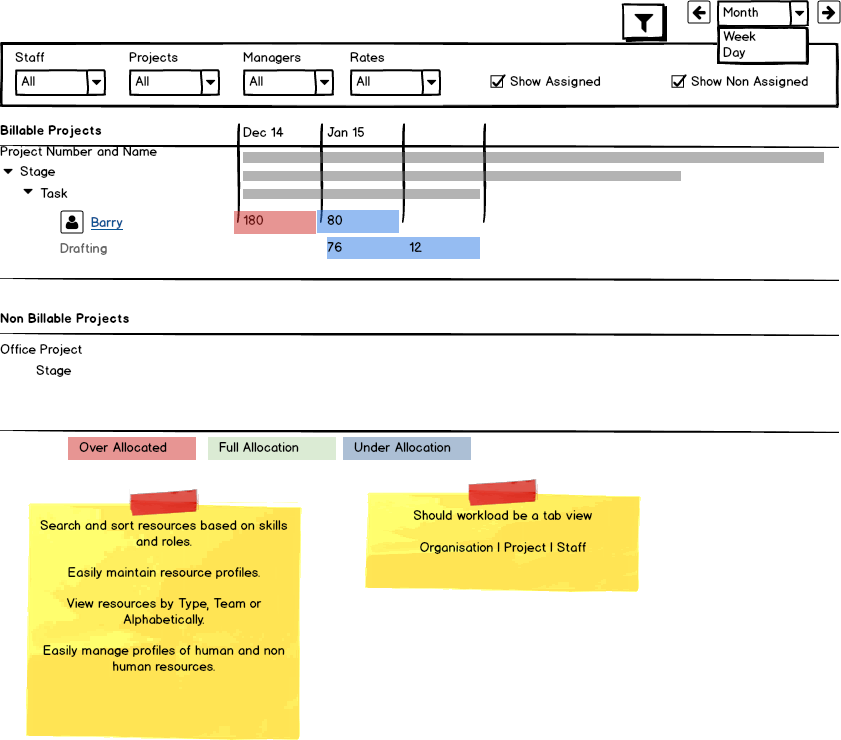 Month
Week
Day
Staff Projects Managers Rates
All All All All Show Assigned Show Non Assigned
Billable Projects Dec 14 Jan 15
Project Number and Name
Stage
Task
Barry 180 80
Drafting 76 12
Non Billable Projects
Office Project
Stage
Over Allocated Full Allocation Under Allocation
Search and sort resources based on skills
and roles.
Easily maintain resource profiles.
View resources by Type, Team or
Alphabetically.
Easily manage profiles of human and non
human resources.
Should workload be a tab view
Organisation | Project | Staff